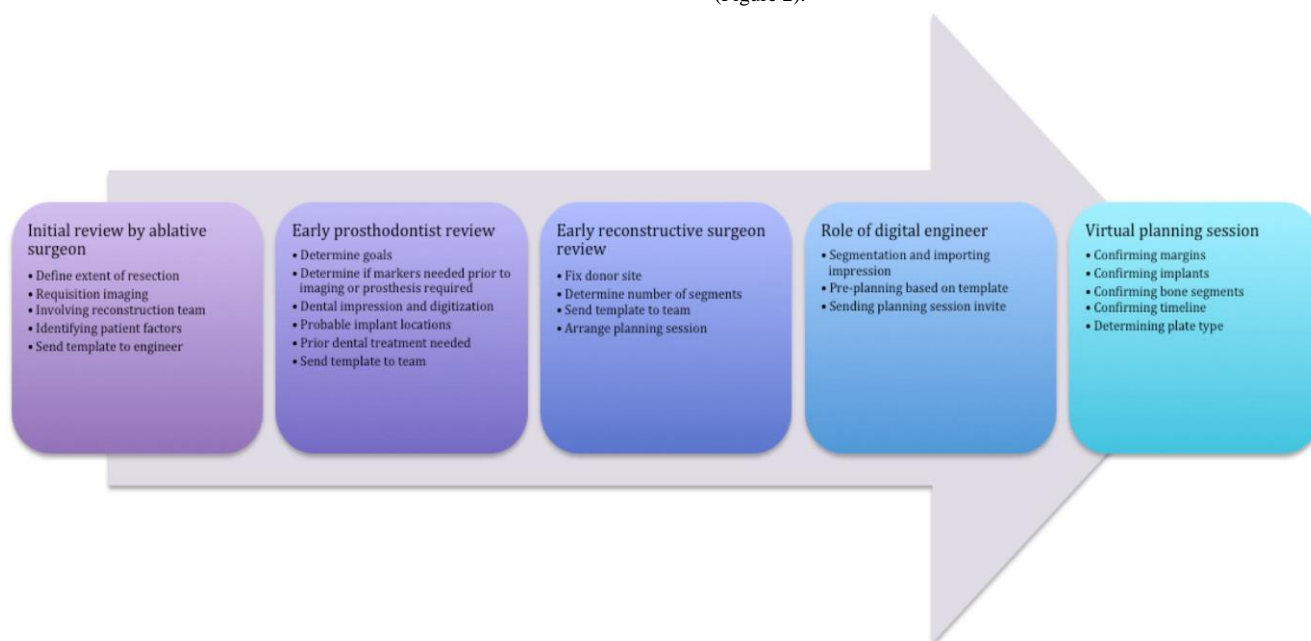 (Figure 2).
Initial review by ablative
surgeon
• Define extent of resection
• Requisition imaging
• Involving reconstruction team
• Identifying patient factors
• Send template to engineer
Early prosthodontist review
• Determine goals
• Determine if markers needed prior to
imaging or prosthesis required
• Dental impression and digitization
• Probable implant locations
• Prior dental treatment needed
• Send template to team
Early reconstructive surgeon
review
• Fix donor site
• Determine number of segments
• Send template to team
• Arrange planning session
Role of digital engineer
• Segmentation and importing
impression
• Pre-planning based on template
• Sending planning session invite
Virtual planning session
• Confirming margins
• Confirming implants
• Confirming bone segments
• Confirming timeline
• Determining plate type